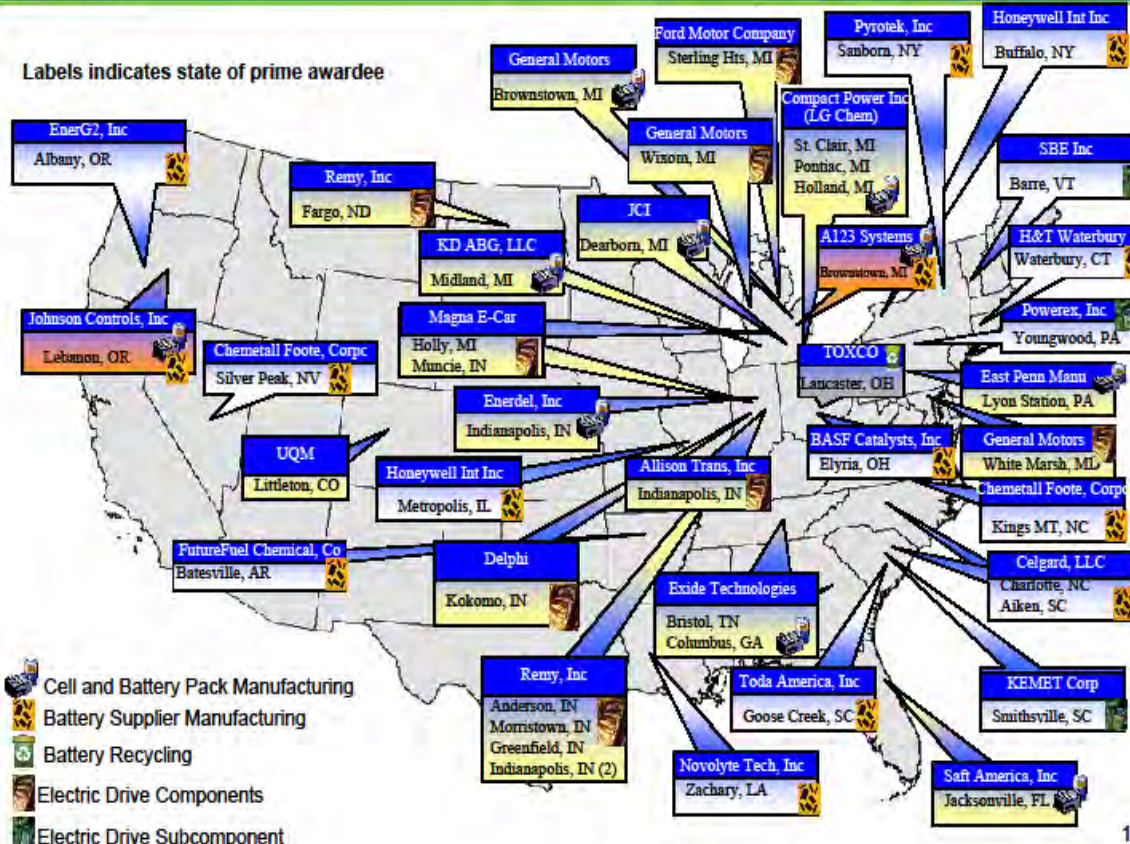 Labels indicates state of prime awardee
EnerG2, Inc
Albany, OR
Johnson Controls, Inc
Lebanon, OR
Chemetall Foote, Corpc
Silver Peak, NV
UQM
Littleton, CO
Remy, Inc
Fargo, ND
KD ABG, LLC
Midland, MI
Magna E-Car
Holly, MI
Muncie, IN
Enerdel, Inc
Indianapolis, IN
Honeywell Int Inc
Metropolis, IL
FutureFuel Chemical, Co
Batesville, AR
Delphi
Kokomo, IN
General Motors
Brownstown, MI
Ford Motor Company
Sterling Hts, MI
General Motors
Wixom, MI
JCI
Dearborn, MI
Compact Power Inc
(LG Chem)
St. Clair, MI
Pontiac, MI
Holland, MI
A123 Systems
Brownstown, MI
Pyrotek, Inc
Sanborn, NY
Honeywell Int Inc
Buffalo, NY
SBE Inc
Barre, VT
H&T Waterbury
Waterbury, CT
Powerex, Inc
Youngwood, PA
TOXCO
Lancaster, OH
East Penn Manu
Lyon Station, PA
BASF Catalysts, Inc
Elyria, OH
General Motors
White Marsh, MD
Chemetall Foote, Corpc
Kings MT, NC
Allison Trans, Inc
Indianapolis, IN
Celgard, LLC
Charlotte, NC
Aiken, SC
Exide Technologies
Bristol, TN
Columbus, GA
Remy, Inc
Anderson, IN
Morristown, IN
Greenfield, IN
Indianapolis, IN (2)
Toda America, Inc
Goose Creek, SC
KEMET Corp
Smithsville, SC
Novolyte Tech, Inc
Zachary, LA
Saft America, Inc
Jacksonville, FL
Cell and Battery Pack Manufacturing
Battery Supplier Manufacturing
Battery Recycling
Electric Drive Components
Electric Drive Subcomponent
1